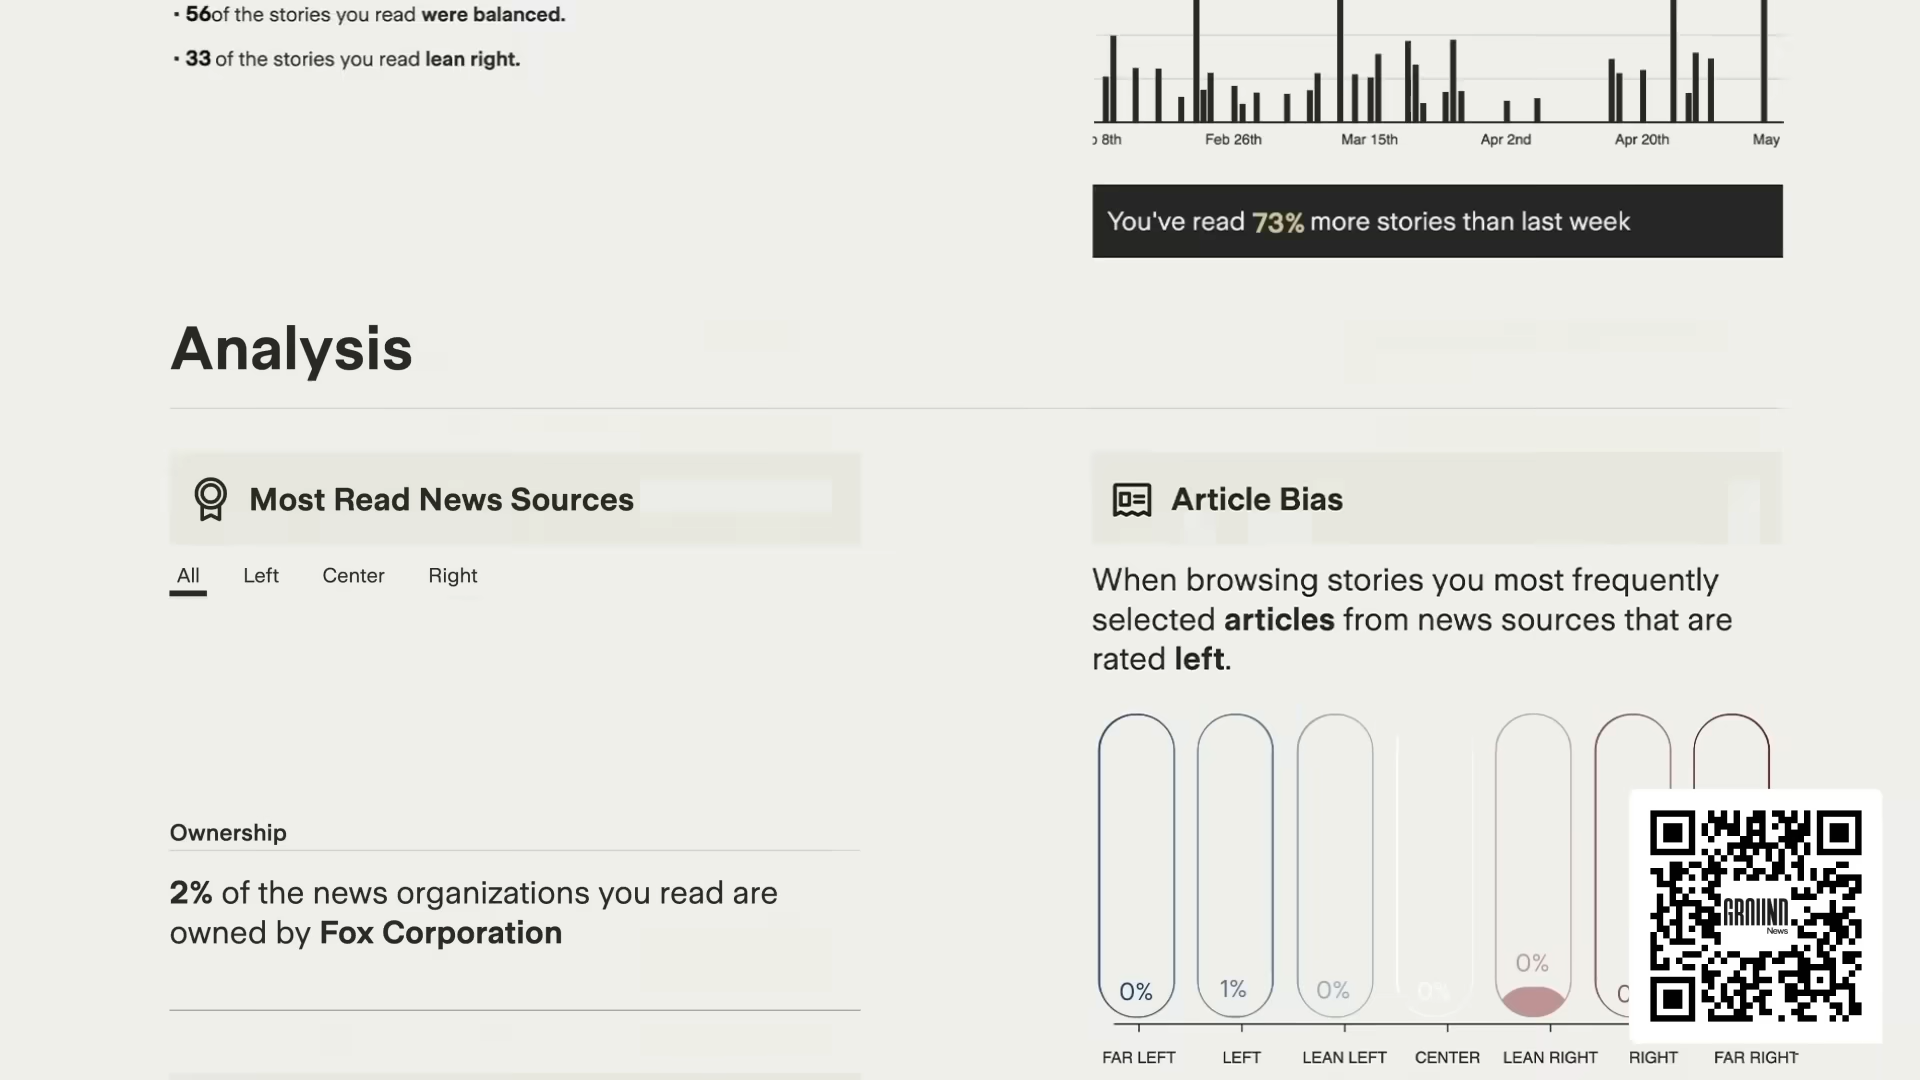 · 56of the stories you read were balanced.
· 33 of the stories you read lean right.
8th Feb 26th Mar 15th Apr 2nd Apr 20th May
You've read 73% more stories than last week
Analysis
Most Read News Sources
All Left Center Right
Ownership
2% of the news organizations you read are
owned by Fox Corporation
Article Bias
When browsing stories you most frequently
selected articles from news sources that are
rated left.
0% 1% 0% 0% 0%
FAR LEFT LEFT LEAN LEFT CENTER LEAN RIGHT RIGHT FAR RIGHT
GROUND
News